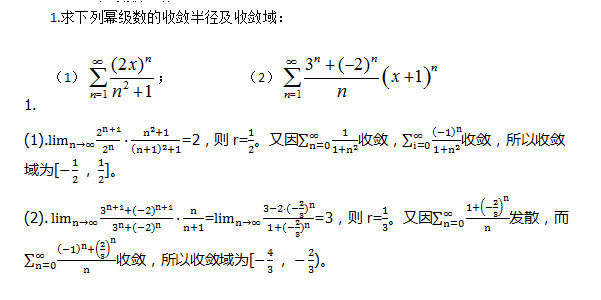 1.求下列幂级数的收敛半径及收敛域：
（1）$\sum_{n=1}^{\infty}\frac{(2x)^n}{n^2+1}$； （2）$\sum_{n=1}^{\infty}\frac{3^n+(-2)^n}{n}(x+1)^n$
1.
(1).$\lim_{n\to\infty}\frac{2^{n+1}}{2^n}\cdot\frac{n^2+1}{(n+1)^2+1}$=2，则 r=$\frac{1}{2}$。又因$\sum_{n=0}^{\infty}\frac{1}{1+n^2}$收敛，$\sum_{i=0}^{\infty}\frac{(-1)^n}{1+n^2}$收敛，所以收敛
域为[$-\frac{1}{2}$，$\frac{1}{2}$]。
(2). $\lim_{n\to\infty}\frac{3^{n+1}+(-2)^{n+1}}{3^n+(-2)^n}\cdot\frac{n}{n+1}$=$\lim_{n\to\infty}\frac{3-2\cdot(-\frac{2}{3})^n}{1+(-\frac{2}{3})^n}$=3，则 r=$\frac{1}{3}$。又因$\sum_{n=0}^{\infty}\frac{1+(-\frac{2}{3})^n}{n}$发散，而
$\sum_{n=0}^{\infty}\frac{(-1)^n+(\frac{2}{3})^n}{n}$收敛，所以收敛域为[$-\frac{4}{3}$，$-\frac{2}{3}$)。